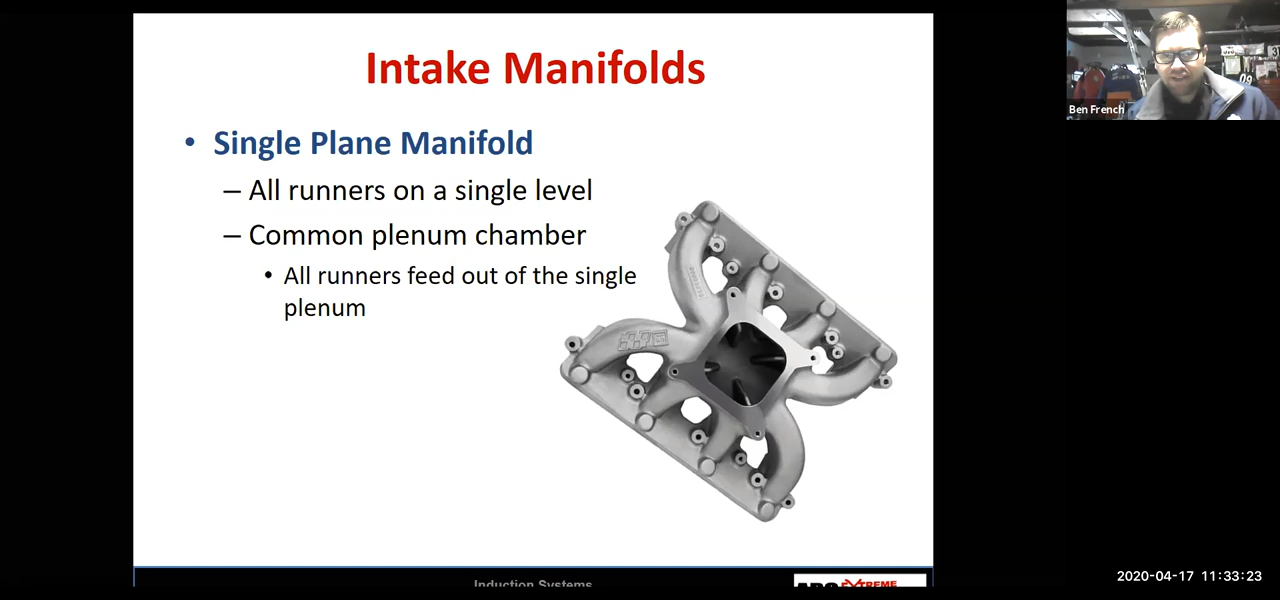 Intake Manifolds
• Single Plane Manifold
– All runners on a single level
– Common plenum chamber
• All runners feed out of the single
plenum
Induction Systems
Ben French
09
2020-04-17 11:33:23